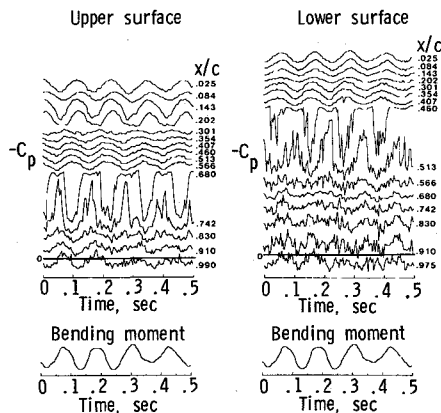 Upper surface
Lower surface
x/c
.025
.084
.143
.202
.301
.354
.407
.460
.513
.566
.680
.742
.830
.910
.990
-Cp
0
0 .1 .2 .3 .4 .5
Time, sec
x/c
.025
.084
.143
.202
.301
.354
.407
.460
.513
.566
.680
.742
.830
.910
.975
-Cp
0
0 .1 .2 .3 .4 .5
Time, sec
Bending moment
0 .1 .2 .3 .4 .5
Time, sec
Bending moment
0 .1 .2 .3 .4 .5
Time, sec